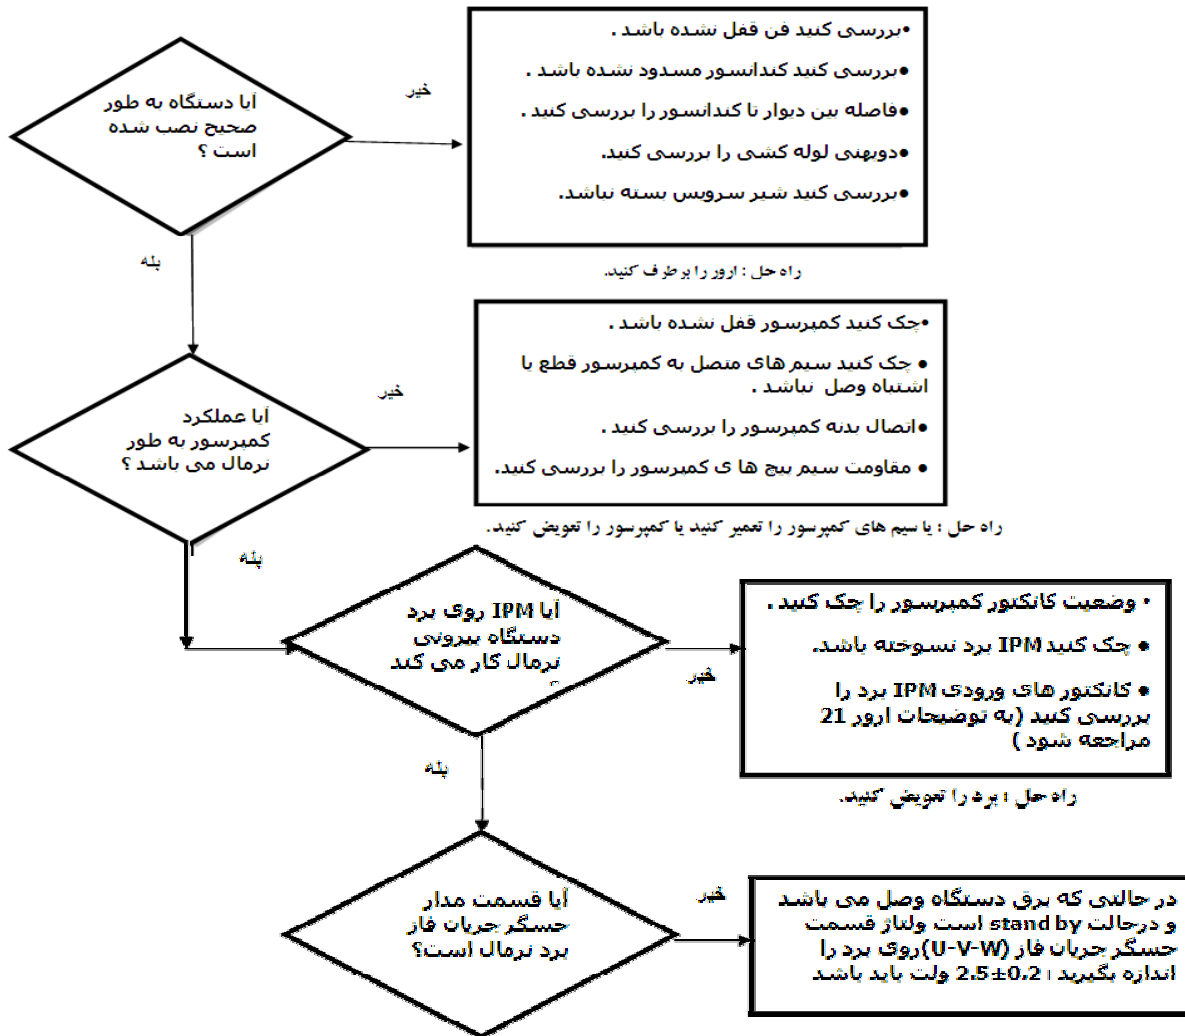 آیا دستگاه به طور
صحیح نصب شده
است ؟
خیر
•بررسی کنید فن قفل نشده باشد .
●بررسی کنید کندانسور مسدود نشده باشد .
●فاصله بین دیوار تا کندانسور را بررسی کنید .
●دوپهنی لوله کشی را بررسی کنید.
●بررسی کنید شیر سرویس بسته نباشد.
راه حل : ارور را برطرف کنید.
بله
آیا عملکرد
کمپرسور به طور
نرمال می باشد ؟
خیر
•چک کنید کمپرسور قفل نشده باشد .
● چک کنید سیم های متصل به کمپرسور قطع یا
اشتباه وصل نباشد .
●اتصال بدنه کمپرسور را بررسی کنید .
● مقاومت سیم پیچ ها ی کمپرسور را بررسی کنید.
راه حل : یا سیم های کمپرسور را تعمیر کنید یا کمپرسور را تعویض کنید.
بله
آیا IPM روی برد
دستگاه بیرونی
نرمال کار می کند
خیر
• وضعیت کانکتور کمپرسور را چک کنید .
● چک کنید IPM برد نسوخته باشد.
● کانکتور های ورودی IPM برد را
بررسی کنید (به توضیحات ارور 21
مراجعه شود )
راه حل : برد را تعویض کنید.
بله
آیا قسمت مدار
حسگر جریان فاز
برد نرمال است؟
خیر
در حالتی که برق دستگاه وصل می باشد
و درحالت stand by است ولتاژ قسمت
حسگر جریان فاز (U-V-W)روی برد را
اندازه بگیرید : 2.5±0.2 ولت باید باشد